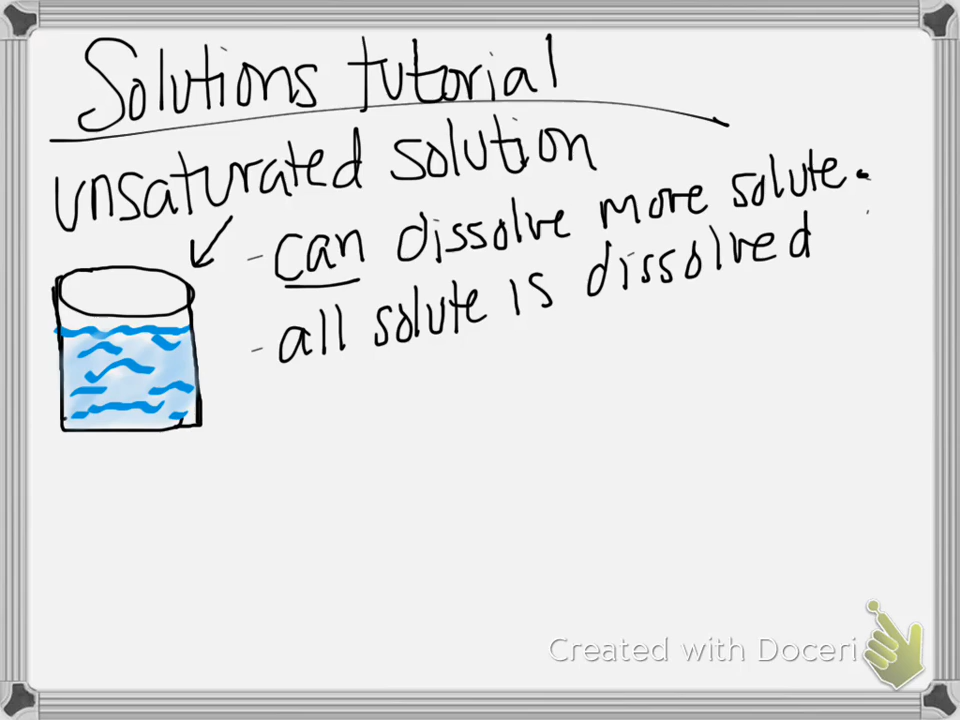 Solutions tutorial
unsaturated solution
- can dissolve more solute.
- all solute is dissolved
Created with Doceri